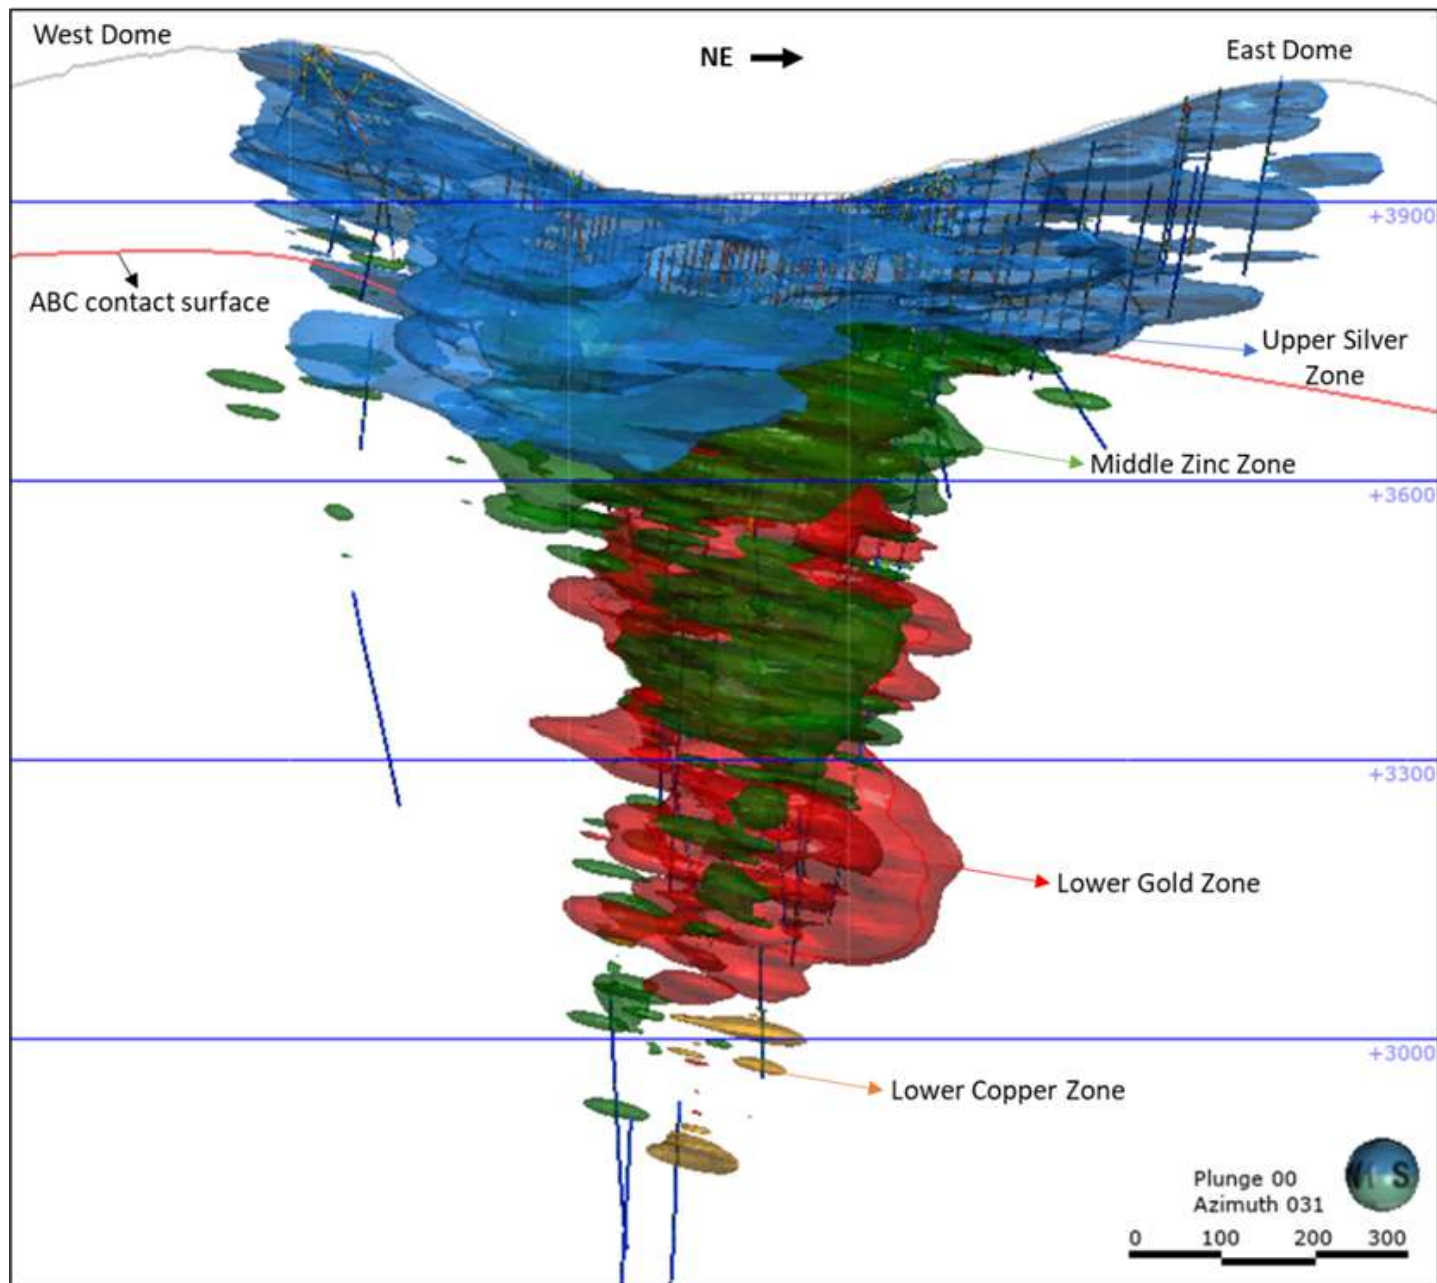 West Dome
NE
East Dome
+3900
ABC contact surface
Upper Silver
Zone
Middle Zinc Zone
+3600
+3300
Lower Gold Zone
+3000
Lower Copper Zone
Plunge 00
Azimuth 031
S
0 100 200 300